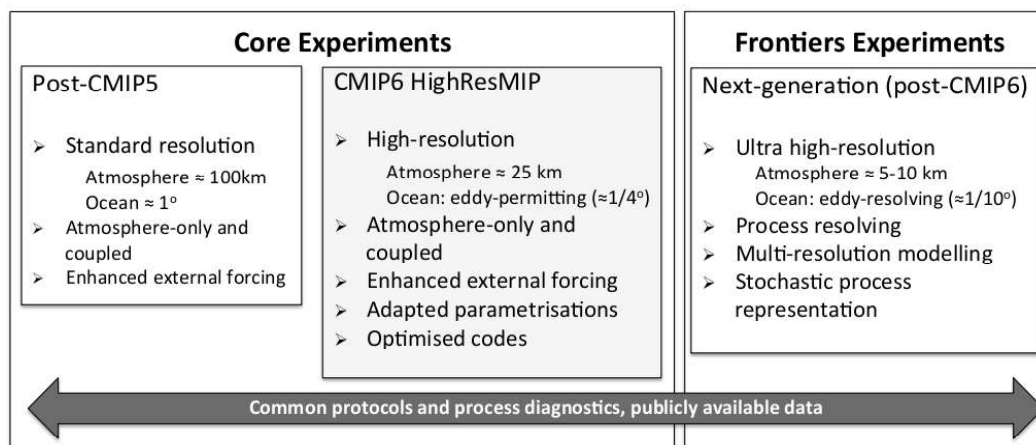 Core Experiments
Post-CMIP5
➢ Standard resolution
Atmosphere ≈ 100km
Ocean ≈ 1°
➢ Atmosphere-only and
coupled
➢ Enhanced external forcing
CMIP6 HighResMIP
➢ High-resolution
Atmosphere ≈ 25 km
Ocean: eddy-permitting (≈1/4°)
➢ Atmosphere-only and
coupled
➢ Enhanced external forcing
➢ Adapted parametrisations
➢ Optimised codes
Frontiers Experiments
Next-generation (post-CMIP6)
➢ Ultra high-resolution
Atmosphere ≈ 5-10 km
Ocean: eddy-resolving (≈1/10°)
➢ Process resolving
➢ Multi-resolution modelling
➢ Stochastic process
representation
Common protocols and process diagnostics, publicly available data